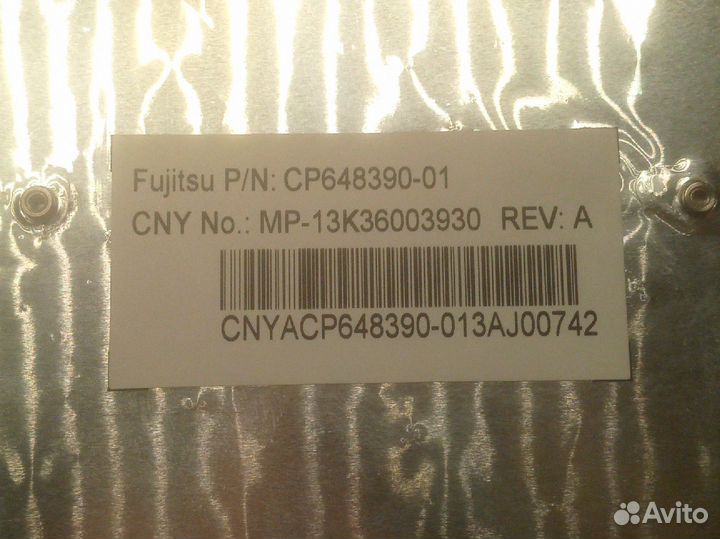 Fujitsu P/N: CP648390-01
CNY No.: MP-13K36003930 REV: A
CNYACP648390-013AJ00742
Avito